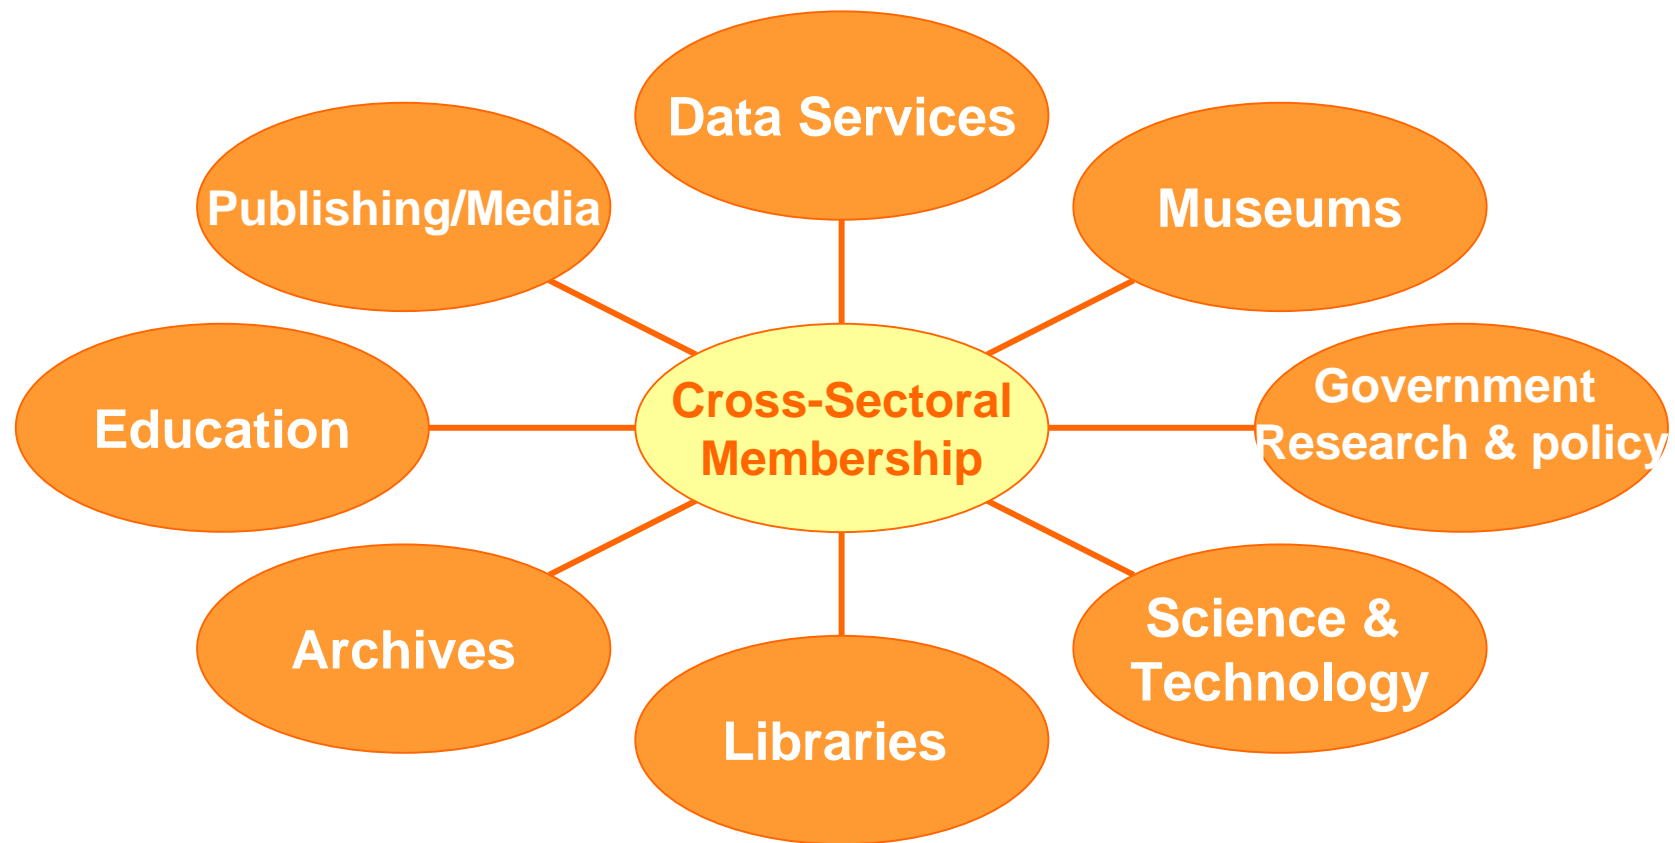 Data Services
Publishing/Media
Museums
Cross-Sectoral
Membership
Government
Research & policy
Education
Science &
Technology
Archives
Libraries